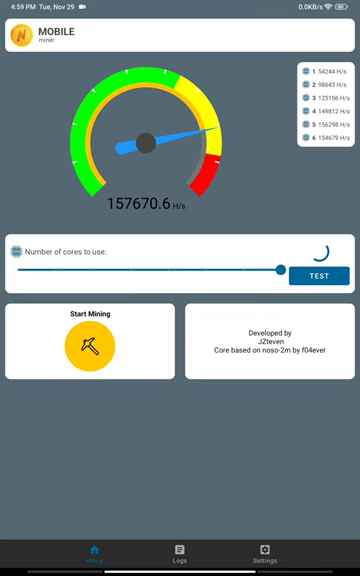 4:59 PM Tue, Nov 29
0.0KB/s
MOBILE
miner
1 54244 H/s
2 98643 H/s
3 125156 H/s
4 149812 H/s
5 156298 H/s
6 154679 H/s
157670.6 H/s
Number of cores to use:
TEST
Start Mining
Developed by
JZteven
Core based on noso-2m by f04ever
Home
Logs
Settings